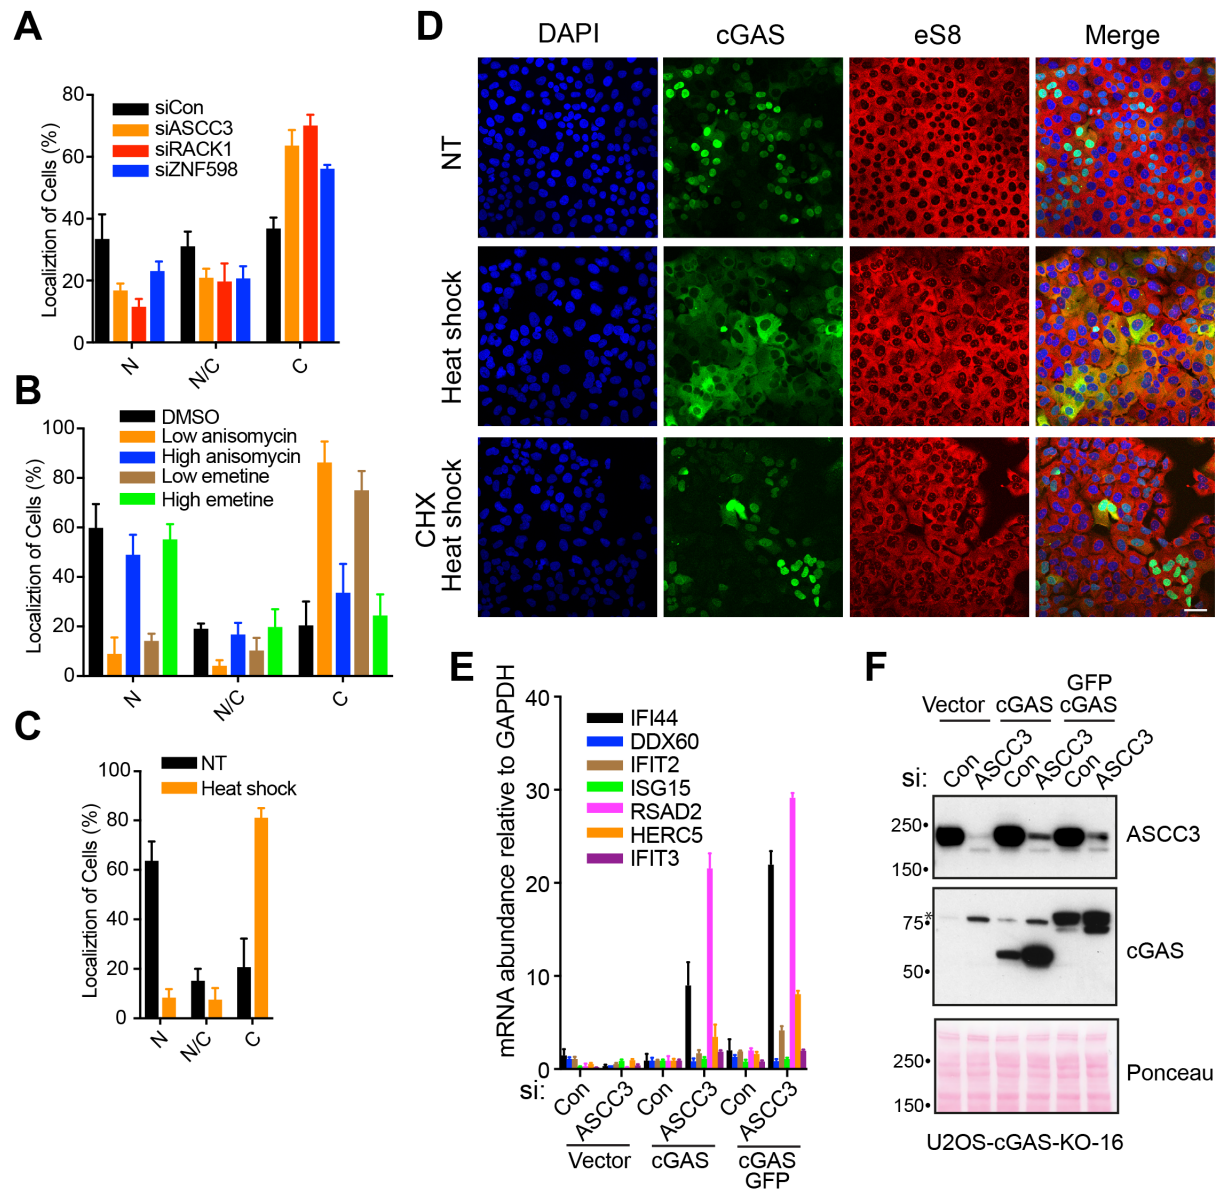 A
80
60
40
20
0
Localiztion of Cells (%)
siCon
siASCC3
siRACK1
siZNF598
N
N/C
C
B
100
80
60
40
20
0
Localiztion of Cells (%)
DMSO
Low anisomycin
High anisomycin
Low emetine
High emetine
N
N/C
C
C
100
80
60
40
20
0
Localiztion of Cells (%)
NT
Heat shock
N
N/C
C
D
DAPI cGAS eS8 Merge
NT
Heat shock
CHX
Heat shock
E
40
30
20
10
0
mRNA abundance relative to GAPDH
IFI44
DDX60
IFIT2
ISG15
RSAD2
HERC5
IFIT3
si: Con ASCC3 Con ASCC3 Con ASCC3
Vector cGAS cGAS
GFP
F
GFP
Vector cGAS cGAS
si: Con ASCC3 Con ASCC3 Con ASCC3
250
150
ASCC3
*
75
50
cGAS
250
150
Ponceau
U2OS-cGAS-KO-16